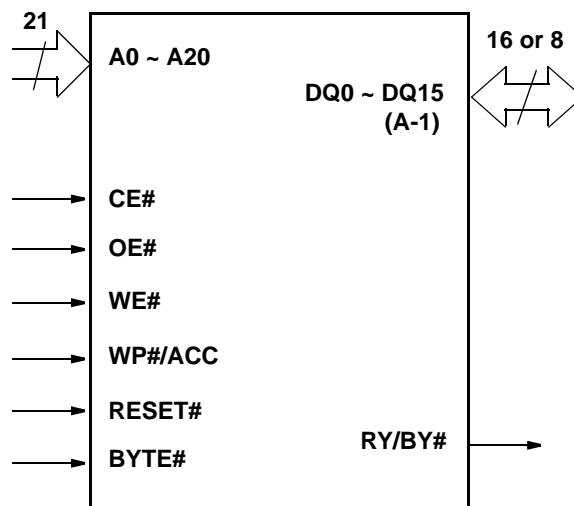 21
A0 ~ A20
16 or 8
DQ0 ~ DQ15
(A-1)
CE#
OE#
WE#
WP#/ACC
RESET#
BYTE#
RY/BY#